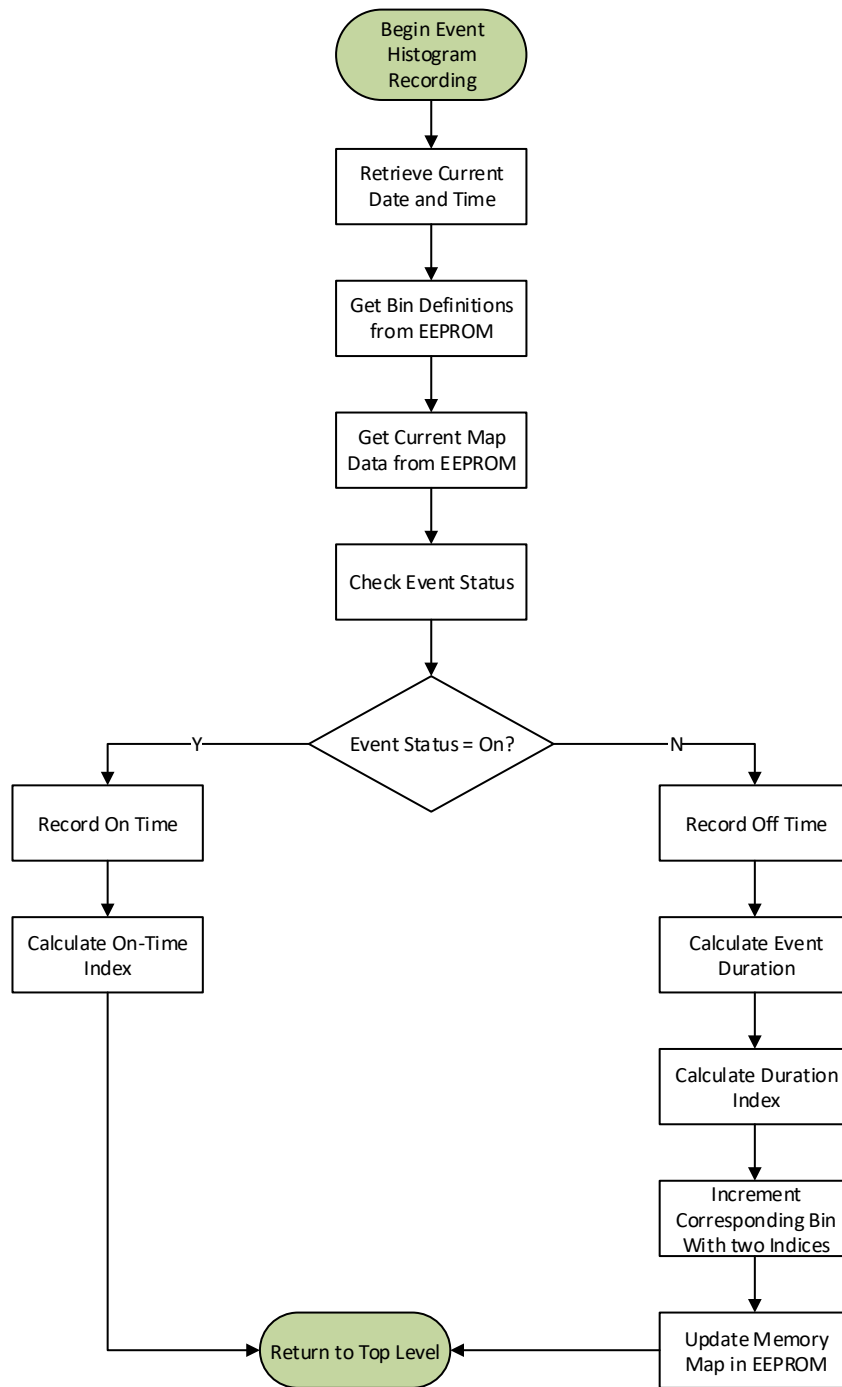 Begin Event
Histogram
Recording
Retrieve Current
Date and Time
Get Bin Definitions
from EEPROM
Get Current Map
Data from EEPROM
Check Event Status
Event Status = On?
Y
N
Record On Time
Record Off Time
Calculate On-Time
Index
Calculate Event
Duration
Calculate Duration
Index
Increment
Corresponding Bin
With two Indices
Return to Top Level
Update Memory
Map in EEPROM